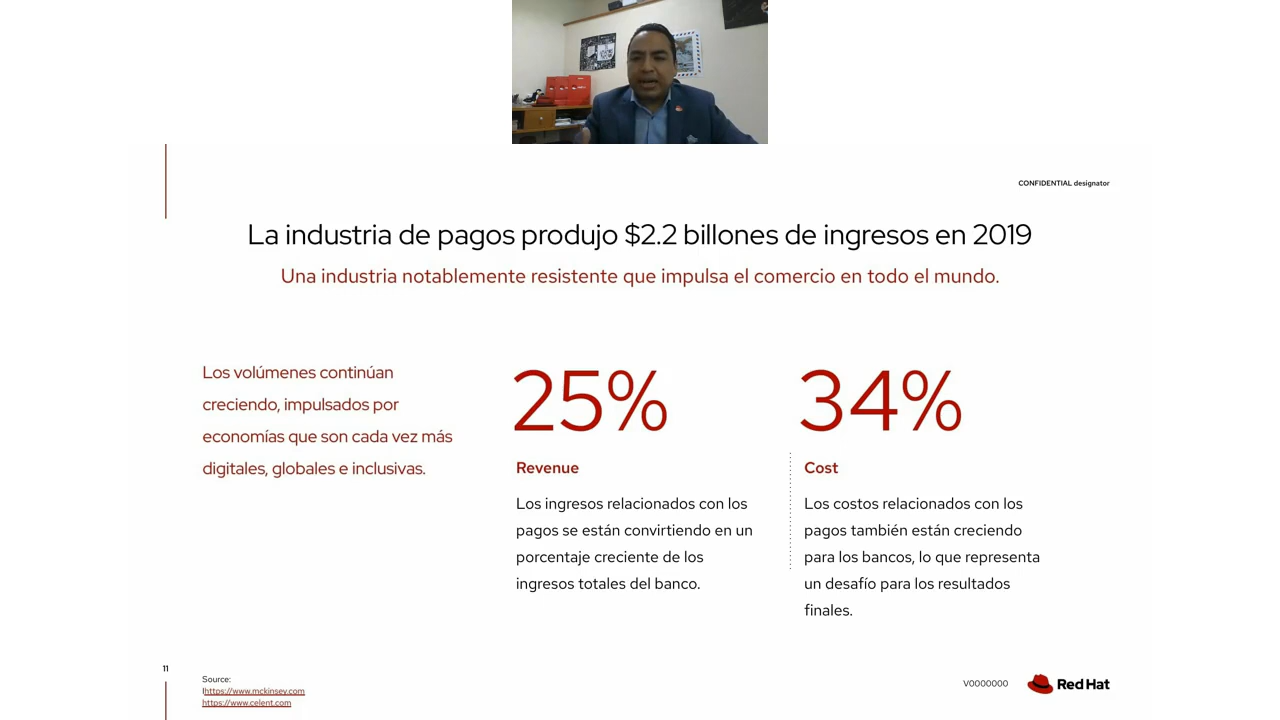 CONFIDENTIAL designator
La industria de pagos produjo $2.2 billones de ingresos en 2019
Una industria notablemente resistente que impulsa el comercio en todo el mundo.
Los volúmenes continúan
creciendo, impulsados por
economías que son cada vez más
digitales, globales e inclusivas.
25%
Revenue
Los ingresos relacionados con los
pagos se están convirtiendo en un
porcentaje creciente de los
ingresos totales del banco.
34%
Cost
Los costos relacionados con los
pagos también están creciendo
para los bancos, lo que representa
un desafío para los resultados
finales.
11
Source:
lhttps://www.mckinsey.com
https://www.celent.com
V0000000
Red Hat